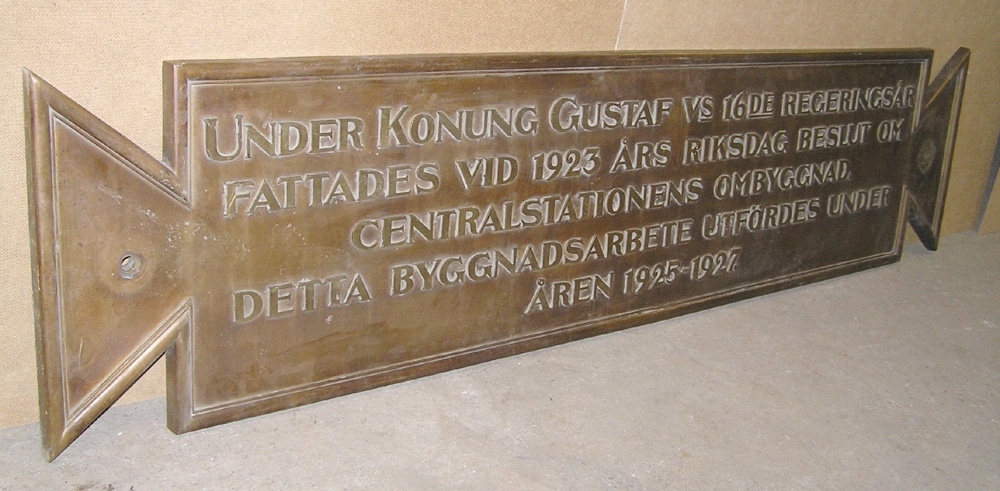 UNDER KONUNG GUSTAF VS 16DE REGERINGSÅR
FATTADES VID 1923 ÅRS RIKSDAG BESLUT OM
CENTRALSTATIONENS OMBYGGNAD.
DETTA BYGGNADSARBETE UTFÖRDES UNDER
ÅREN 1925-1927